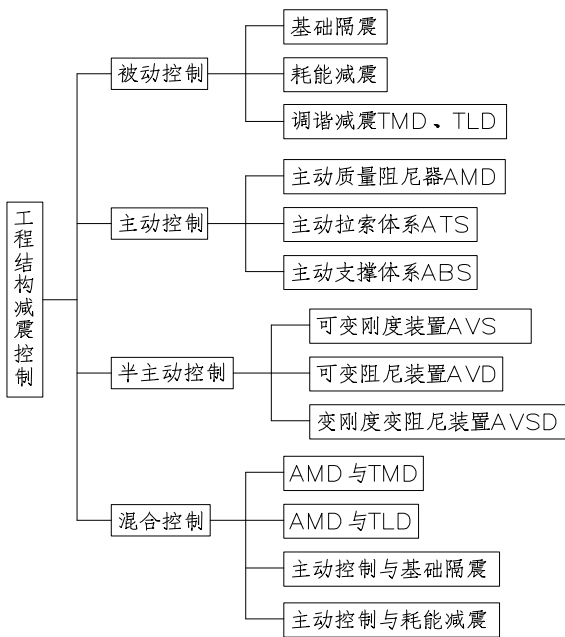 工程结构减震控制
被动控制
基础隔震
耗能减震
调谐减震TMD、TLD
主动控制
主动质量阻尼器AMD
主动拉索体系ATS
主动支撑体系ABS
半主动控制
可变刚度装置AVS
可变阻尼装置AVD
变刚度变阻尼装置AVSD
混合控制
AMD与TMD
AMD与TLD
主动控制与基础隔震
主动控制与耗能减震